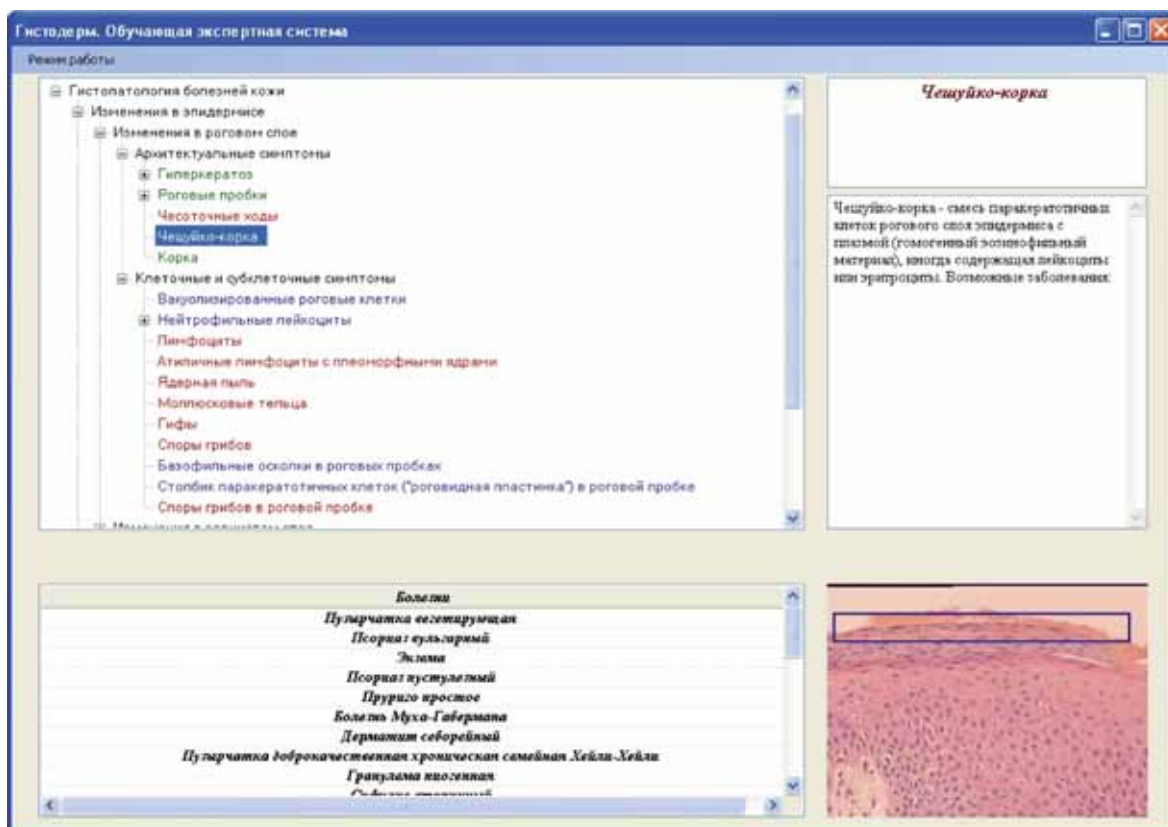 Гистодерм. Обучающая экспертная система
Режим работы
Гистопатология болезней кожи
Изменения в эпидермисе
Изменения в роговом слое
Архитектуальные симптомы
Гиперкератоз
Роговые пробки
Чесоточные ходы
Чешуйко-корка
Корка
Клеточные и субклеточные симптомы
Вакуолизированные роговые клетки
Нейтрофильные лейкоциты
Лимфоциты
Атипичные лимфоциты с плеоморфными ядрами
Ядерная пыль
Моллюсковые тельца
Гифы
Споры грибов
Базофильные осколки в роговых пробках
Столбик паракератотичных клеток ("роговидная пластинка") в роговой пробке
Споры грибов в роговой пробке
Чешуйко-корка
Чешуйко-корка - смесь паракератотичных
клеток рогового слоя эпидермиса с
плазмой (гомогенный эозинофильный
материал), иногда содержащая лейкоциты
или эритроциты. Возможные заболевания:
Болезни
Пузырчатка вегетирующая
Псориаз вульгарный
Экзема
Псориаз пустулезный
Пруриго простое
Болезнь Муха-Габермана
Дерматит себорейный
Пузырчатка доброкачественная хроническая семейная Хейли-Хейли
Гранулема пиогенная